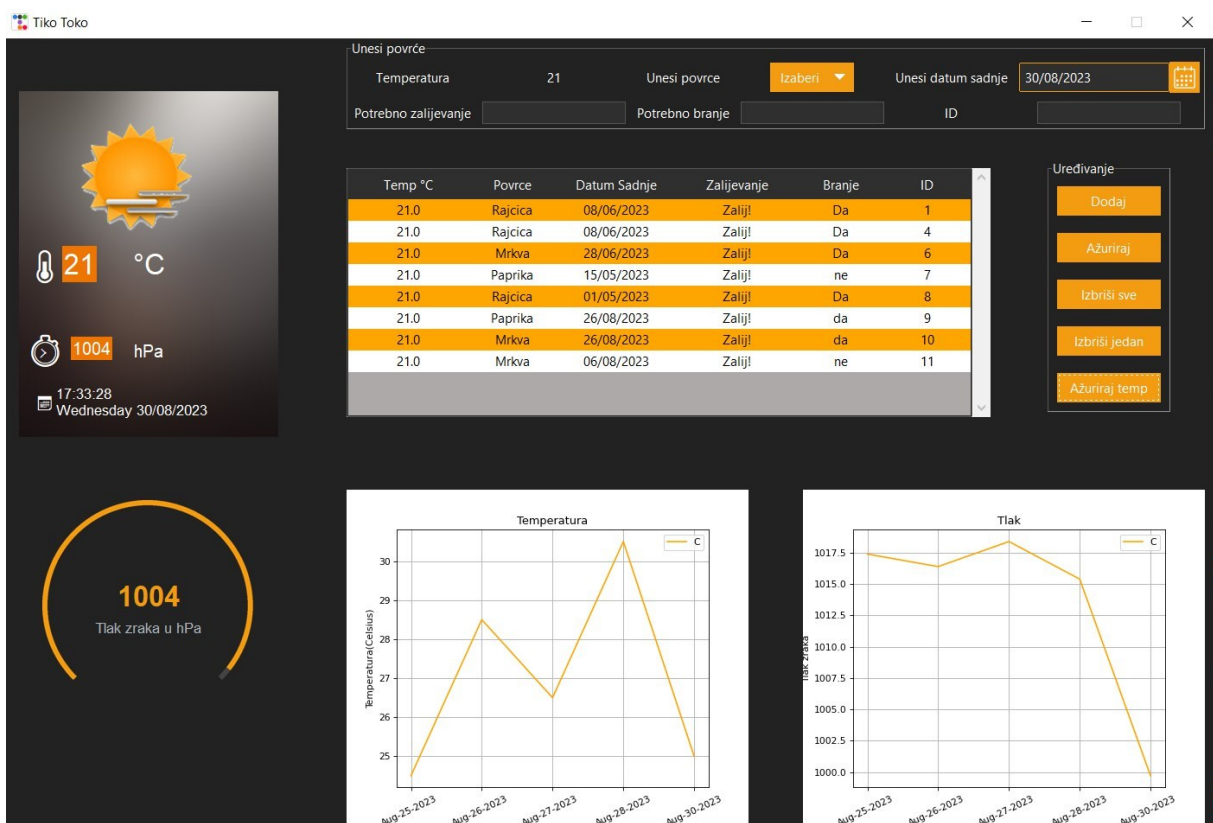 Tiko Toko
Unesi povrće
Temperatura 21 Unesi povrce Izaberi Unesi datum sadnje 30/08/2023
Potrebno zalijevanje Potrebno branje ID
21 °C
1004 hPa
17:33:28
Wednesday 30/08/2023
Temp °C Povrce Datum Sadnje Zalijevanje Branje ID
21.0 Rajcica 08/06/2023 Zalij! Da 1
21.0 Rajcica 08/06/2023 Zalij! Da 4
21.0 Mrkva 28/06/2023 Zalij! Da 6
21.0 Paprika 15/05/2023 Zalij! ne 7
21.0 Rajcica 01/05/2023 Zalij! Da 8
21.0 Paprika 26/08/2023 Zalij! da 9
21.0 Mrkva 26/08/2023 Zalij! da 10
21.0 Mrkva 06/08/2023 Zalij! ne 11
Uređivanje
Dodaj
Ažuriraj
Izbriši sve
Izbriši jedan
Ažuriraj temp
1004
Tlak zraka u hPa
Temperatura
C
Temperatura(Celsius)
30
29
28
27
26
25
Aug-25-2023 Aug-26-2023 Aug-27-2023 Aug-28-2023 Aug-30-2023
Tlak
C
Tlak zraka
1017.5
1015.0
1012.5
1010.0
1007.5
1005.0
1002.5
1000.0
Aug-25-2023 Aug-26-2023 Aug-27-2023 Aug-28-2023 Aug-30-2023